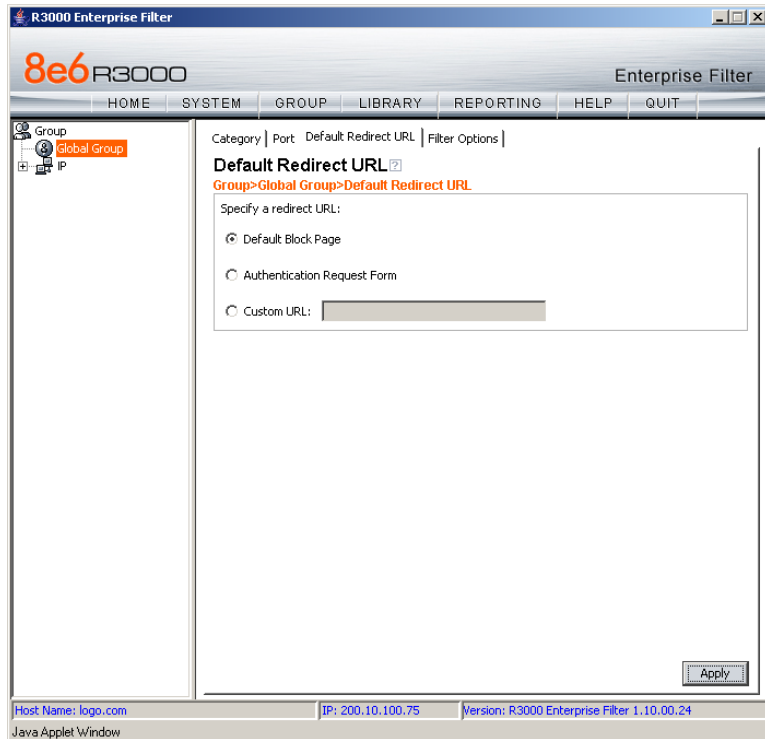 R3000 Enterprise Filter
8e6 R3000
Enterprise Filter
HOME SYSTEM GROUP LIBRARY REPORTING HELP QUIT
Group
Global Group
IP
Category Port Default Redirect URL Filter Options
Default Redirect URL ?
Group>Global Group>Default Redirect URL
Specify a redirect URL:
Default Block Page
Authentication Request Form
Custom URL:
Apply
Host Name: logo.com IP: 200.10.100.75 Version: R3000 Enterprise Filter 1.10.00.24
Java Applet Window